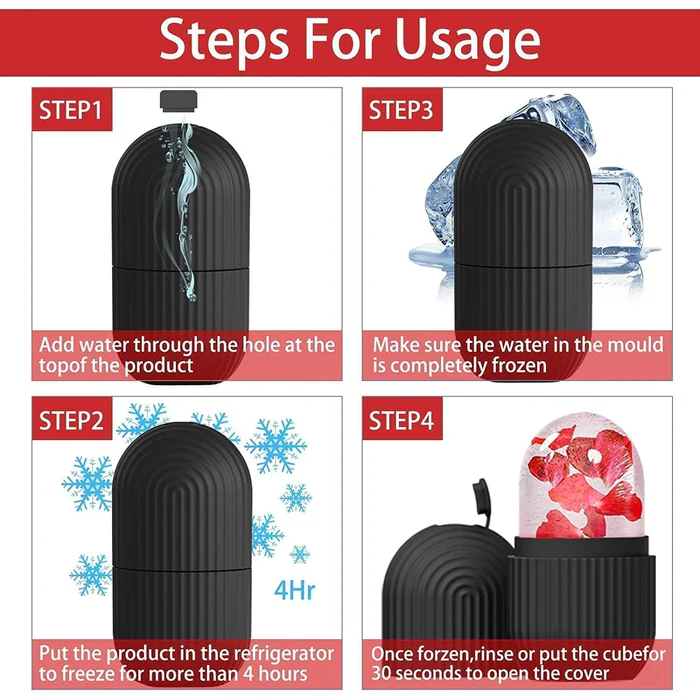 Steps For Usage
STEP1
Add water through the hole at the
topof the product
STEP2
4Hr
Put the product in the refrigerator
to freeze for more than 4 hours
STEP3
Make sure the water in the mould
is completely frozen
STEP4
Once forzen,rinse or put the cubefor
30 seconds to open the cover